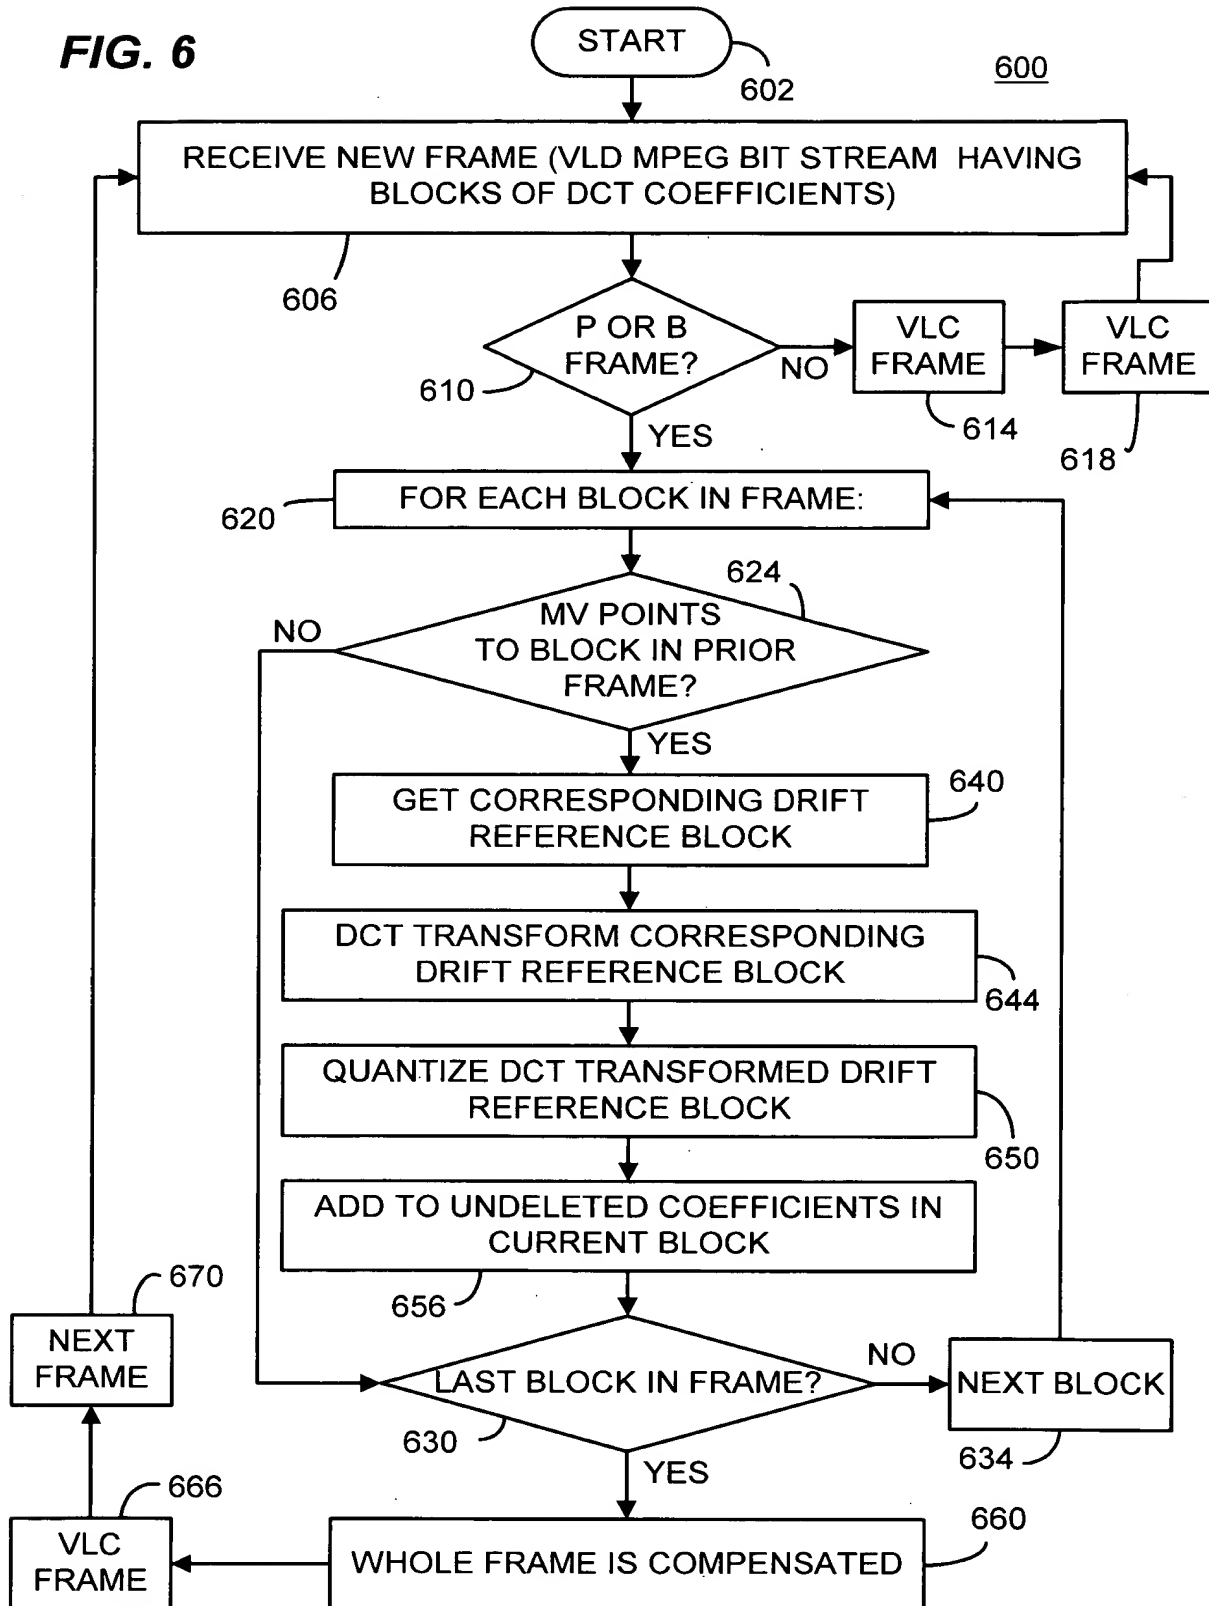 FIG. 6
START
602
600
RECEIVE NEW FRAME (VLD MPEG BIT STREAM HAVING
BLOCKS OF DCT COEFFICIENTS)
606
P OR B
FRAME?
610
NO
VLC
FRAME
614
VLC
FRAME
618
YES
FOR EACH BLOCK IN FRAME:
620
624
MV POINTS
TO BLOCK IN PRIOR
FRAME?
NO
YES
GET CORRESPONDING DRIFT
REFERENCE BLOCK
640
DCT TRANSFORM CORRESPONDING
DRIFT REFERENCE BLOCK
644
QUANTIZE DCT TRANSFORMED DRIFT
REFERENCE BLOCK
650
ADD TO UNDELETED COEFFICIENTS IN
CURRENT BLOCK
656
LAST BLOCK IN FRAME?
630
NO
NEXT BLOCK
634
YES
WHOLE FRAME IS COMPENSATED
660
VLC
FRAME
666
NEXT
FRAME
670